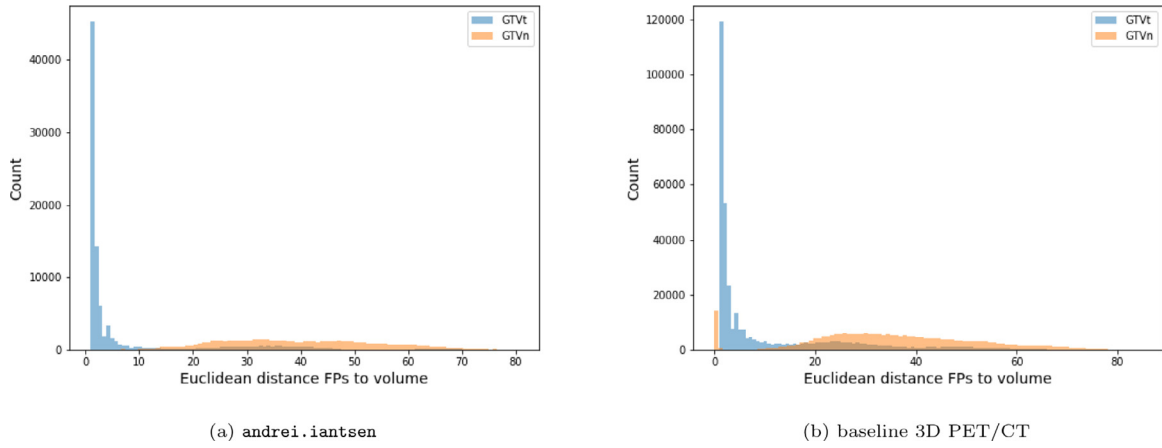 GTVt
GTVn
40000
30000
20000
10000
0
Count
0 10 20 30 40 50 60 70 80
Euclidean distance FPs to volume
(a) andrei.iantsen
GTVt
GTVn
120000
100000
80000
60000
40000
20000
0
Count
0 20 40 60 80
Euclidean distance FPs to volume
(b) baseline 3D PET/CT